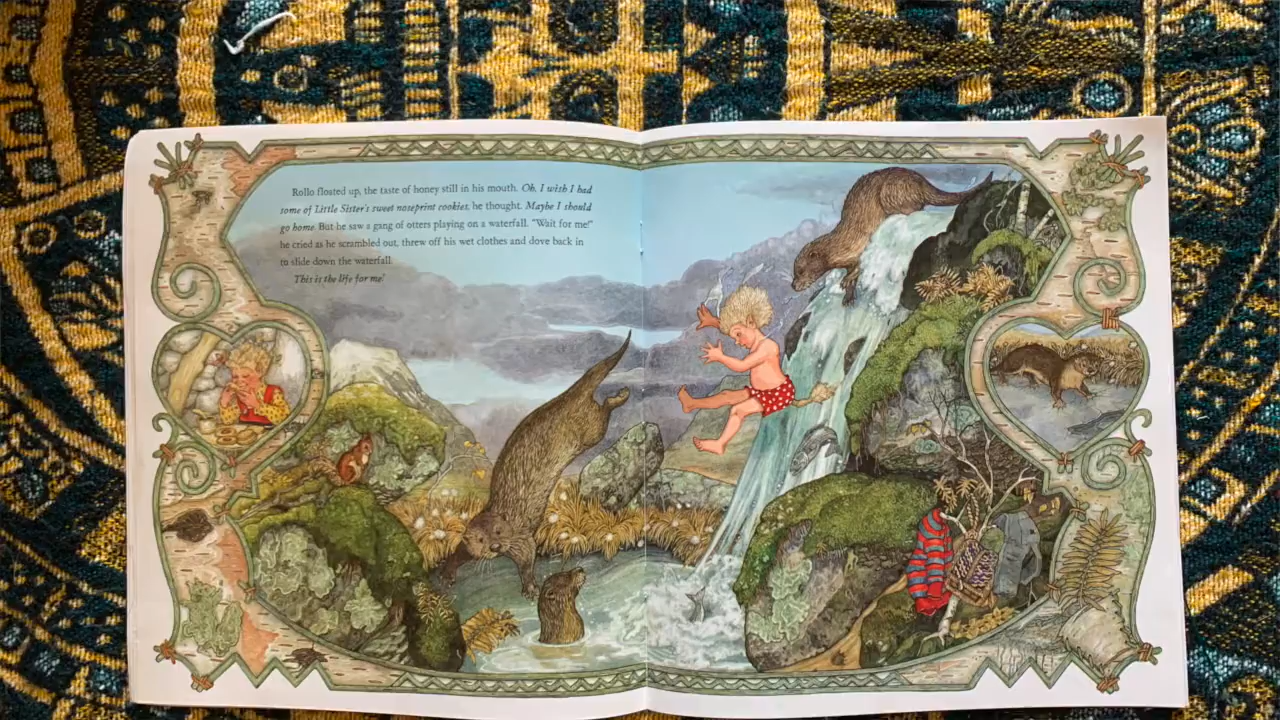 Rollo floated up, the taste of honey still in his mouth. Oh, I wish I had
some of Little Sister's sweet noseprint cookies, he thought. Maybe I should
go home. But he saw a gang of otters playing on a waterfall. "Wait for me!"
he cried as he scrambled out, threw off his wet clothes and dove back in
to slide down the waterfall.
This is the life for me!